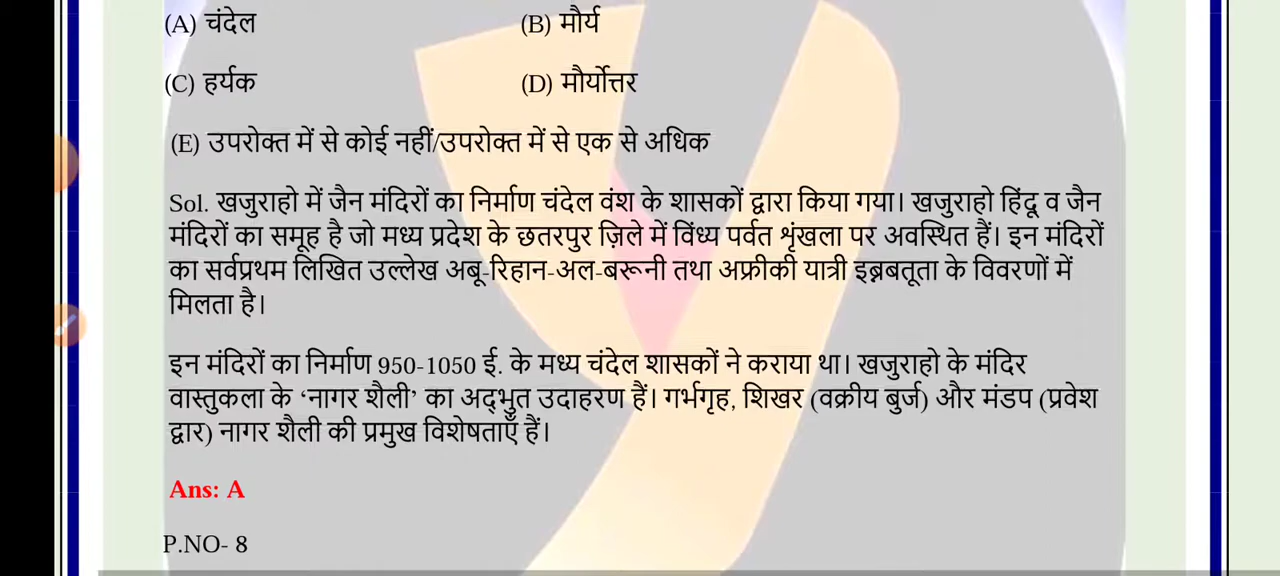 (A) चंदेल (B) मौर्य
(C) हर्यक (D) मौर्योत्तर
(E) उपरोक्त में से कोई नहीं/उपरोक्त में से एक से अधिक
Sol. खजुराहो में जैन मंदिरों का निर्माण चंदेल वंश के शासकों द्वारा किया गया। खजुराहो हिंदू व जैन
मंदिरों का समूह है जो मध्य प्रदेश के छतरपुर ज़िले में विंध्य पर्वत शृंखला पर अवस्थित हैं। इन मंदिरों
का सर्वप्रथम लिखित उल्लेख अबू-रिहान-अल-बरूनी तथा अफ्रीकी यात्री इब्नबतूता के विवरणों में
मिलता है।
इन मंदिरों का निर्माण 950-1050 ई. के मध्य चंदेल शासकों ने कराया था। खजुराहो के मंदिर
वास्तुकला के ‘नागर शैली’ का अद्भुत उदाहरण हैं। गर्भगृह, शिखर (वक्रीय बुर्ज) और मंडप (प्रवेश
द्वार) नागर शैली की प्रमुख विशेषताएँ हैं।
Ans: A
P.NO- 8